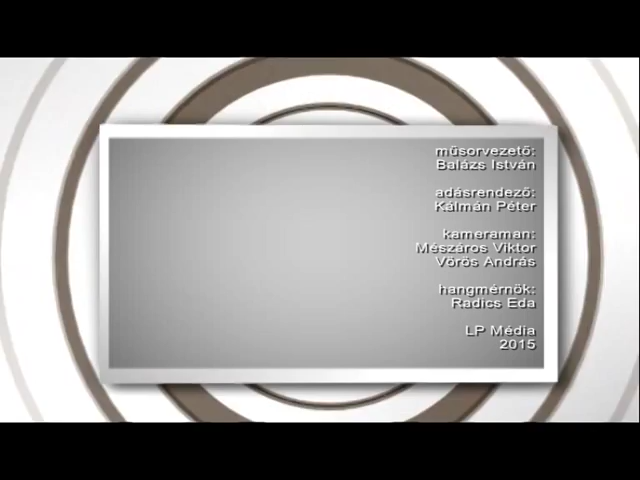 műsorvezető:
Balázs István
adásrendező:
Kálmán Péter
kameraman:
Mészáros Viktor
Vörös András
hangmérnök:
Radics Eda
LP Média
2015